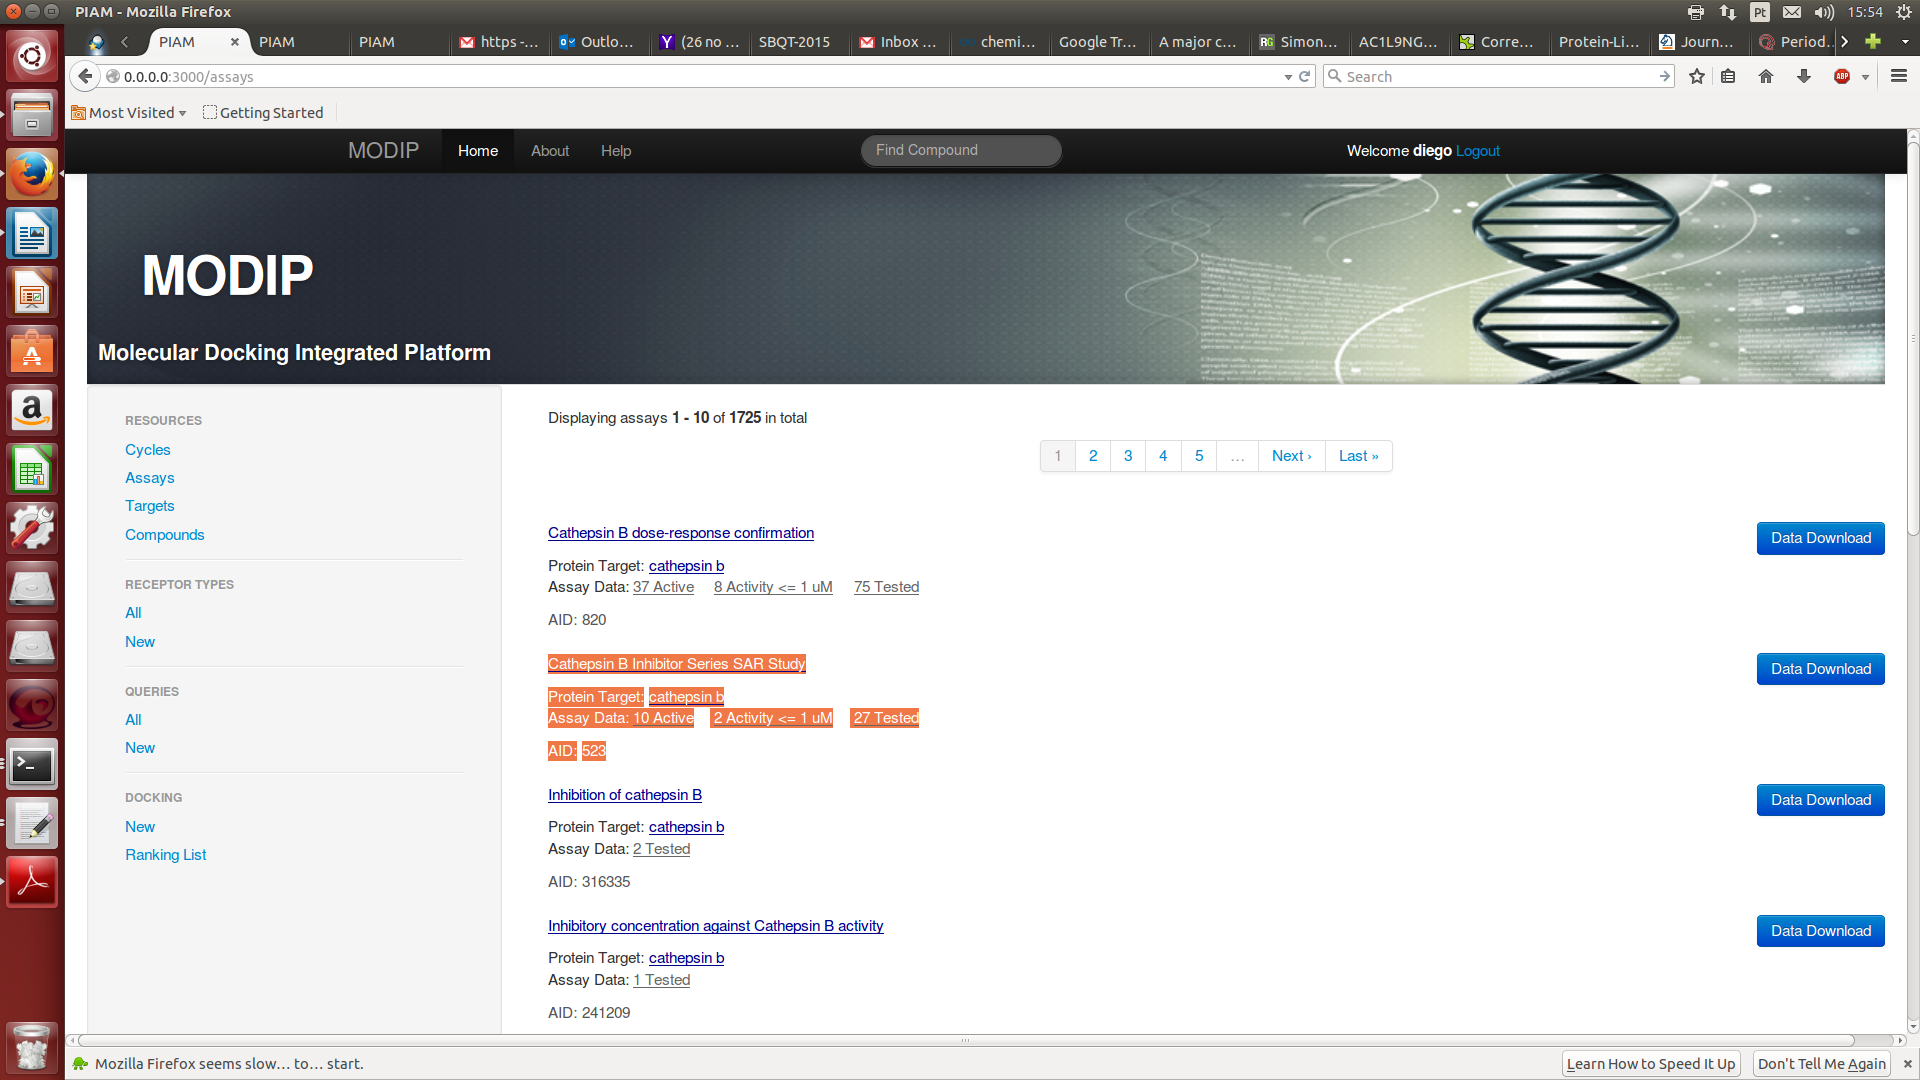 PIAM - Mozilla Firefox
Pt
15:54
PIAM
PIAM
PIAM
https -...
Outlo...
(26 no ...
SBQT-2015
Inbox ...
chemi...
Google Tr...
A major c...
RG Simon...
AC1L9NG...
Corre...
Protein-Li...
Journ...
Period...
0.0.0.0:3000/assays
Search
ABP
Most Visited
Getting Started
MODIP
Home
About
Help
Find Compound
Welcome diego Logout
MODIP
Molecular Docking Integrated Platform
RESOURCES
Cycles
Assays
Targets
Compounds
RECEPTOR TYPES
All
New
QUERIES
All
New
DOCKING
New
Ranking List
Displaying assays 1 - 10 of 1725 in total
1 2 3 4 5 ... Next › Last »
Cathepsin B dose-response confirmation
Data Download
Protein Target: cathepsin b
Assay Data: 37 Active 8 Activity <= 1 uM 75 Tested
AID: 820
Cathepsin B Inhibitor Series SAR Study
Data Download
Protein Target: cathepsin b
Assay Data: 10 Active 2 Activity <= 1 uM 27 Tested
AID: 523
Inhibition of cathepsin B
Data Download
Protein Target: cathepsin b
Assay Data: 2 Tested
AID: 316335
Inhibitory concentration against Cathepsin B activity
Data Download
Protein Target: cathepsin b
Assay Data: 1 Tested
AID: 241209
Mozilla Firefox seems slow... to... start.
Learn How to Speed It Up
Don't Tell Me Again